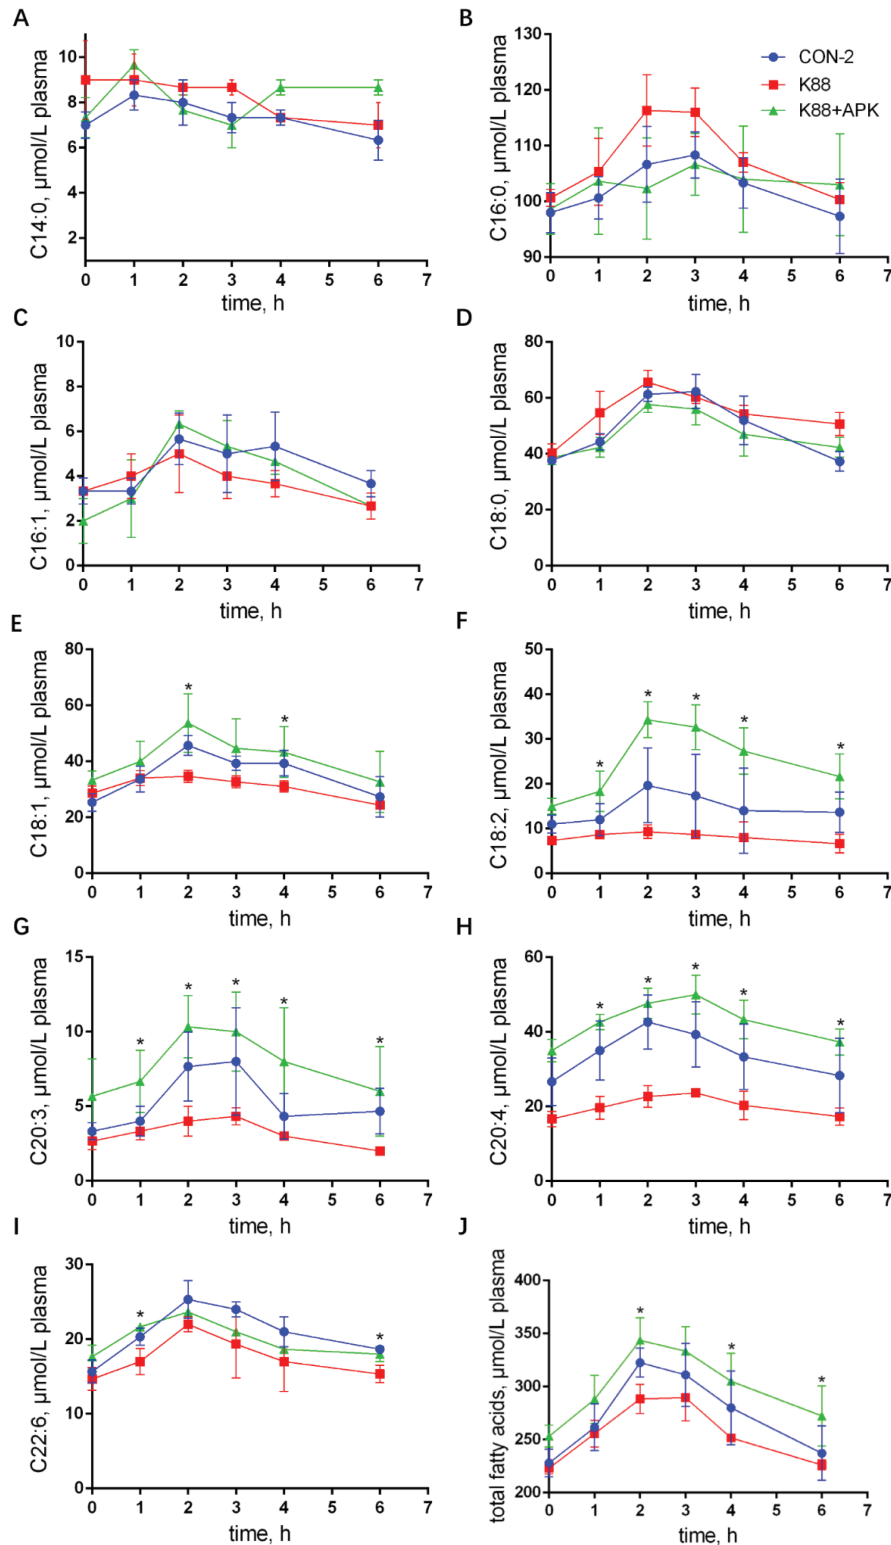 A
C14:0, µmol/L plasma
10
8
6
4
2
0 1 2 3 4 5 6 7
time, h
B
C16:0, µmol/L plasma
130
120
110
100
90
0 1 2 3 4 5 6 7
time, h
CON-2
K88
K88+APK
C
C16:1, µmol/L plasma
10
8
6
4
2
0
0 1 2 3 4 5 6 7
time, h
D
C18:0, µmol/L plasma
80
60
40
20
0
0 1 2 3 4 5 6 7
time, h
E
C18:1, µmol/L plasma
80
60
40
20
0
* *
0 1 2 3 4 5 6 7
time, h
F
C18:2, µmol/L plasma
50
40
30
20
10
0
* * * * *
0 1 2 3 4 5 6 7
time, h
G
C20:3, µmol/L plasma
15
10
5
0
* * * * *
0 1 2 3 4 5 6 7
time, h
H
C20:4, µmol/L plasma
60
40
20
0
* * * * *
0 1 2 3 4 5 6 7
time, h
I
C22:6, µmol/L plasma
30
20
10
0
* *
0 1 2 3 4 5 6 7
time, h
J
total fatty acids, µmol/L plasma
400
350
300
250
200
* * *
0 1 2 3 4 5 6 7
time, h